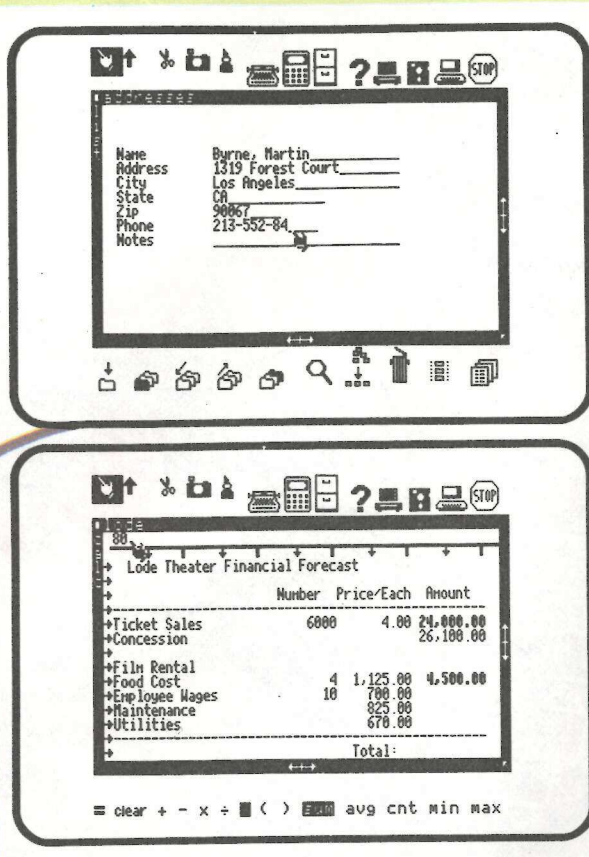 ? STOP
addresses
Name Byrne, Martin
Address 1319 Forest Court
City Los Angeles
State CA
Zip 90067
Phone 213-552-84
Notes
? STOP
80
Lode Theater Financial Forecast
Number Price/Each Amount
Ticket Sales 6000 4.00 24,000.00
Concession 26,100.00
Film Rental
Food Cost 4 1,125.00 4,500.00
Employee Wages 10 700.00
Maintenance 825.00
Utilities 670.00
Total:
= clear + - x ÷ ( ) avg cnt min max